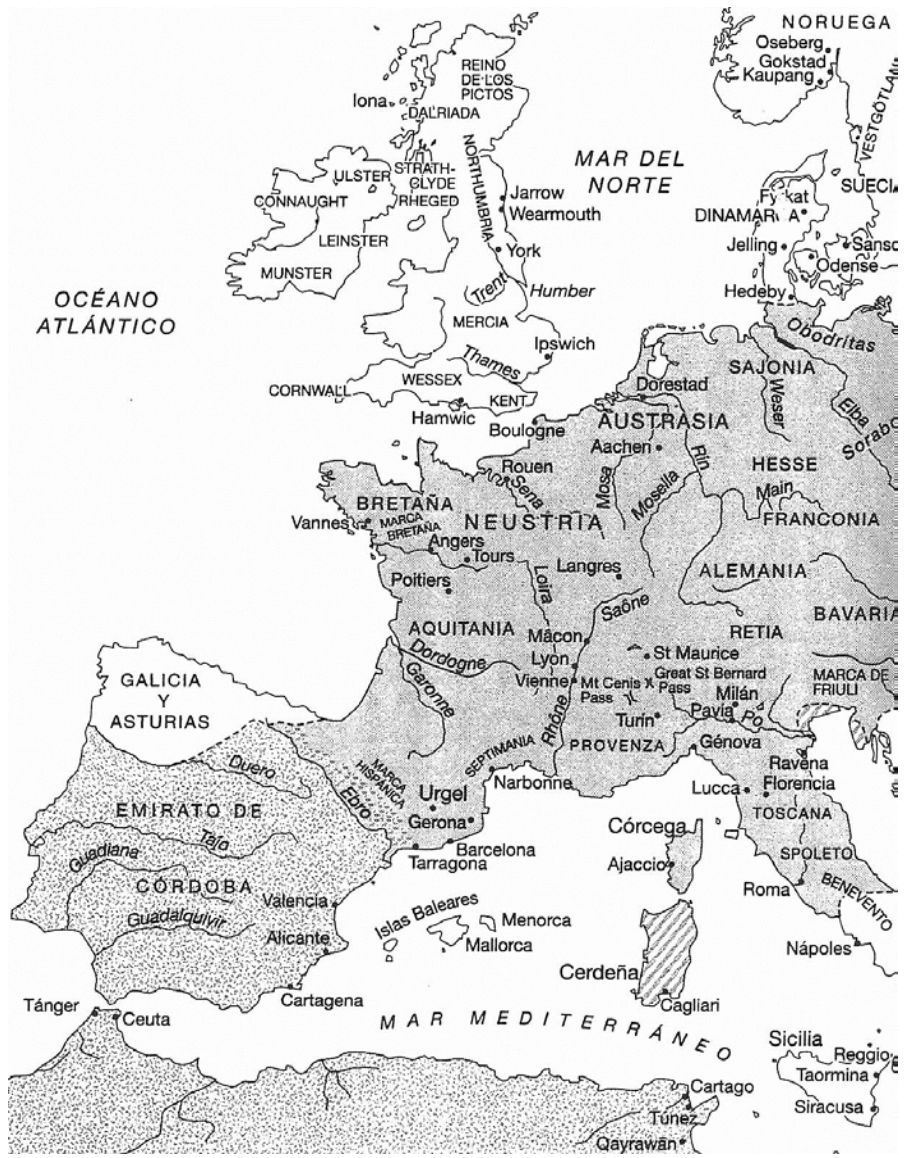 NORUEGA
Oseberg
Gokstad
Kaupang
VESTGÖTLAN
REINO
DE LOS
PICTOS
Iona
DALRIADA
MAR DEL
NORTE
ULSTER
STRATH-
CLYDE
RHEGED
NORTHUMBRIA
CONNAUGHT
LEINSTER
MUNSTER
Jarrow
Wearmouth
York
Trent
Humber
MERCIA
SUECI
DINAMAR
Jelling
Sanso
Odense
Hedeby
OCÉANO
ATLÁNTICO
Ipswich
Thames
WESSEX
CORNWALL
KENT
Hamwic
Obodritas
SAJONIA
Weser
Elba
Sorabo
Dorestad
AUSTRASIA
Boulogne
Aachen
Rin
HESSE
Rouen
Sena
Mosa
Mosella
Main
BRETAÑA
MARCA
BRETAÑA
Vannes
NEUSTRIA
FRANCONIA
Angers
Tours
Loira
Langres
ALEMANIA
Poitiers
Saône
BAVARIA
AQUITANIA
Mâcon
RETIA
Dordogne
Lyon
St Maurice
Vienne
Mt Cenis
Pass
Great St Bernard
Pass
MARCA DE
FRIULI
Garonne
Milán
Pavía
Po
Turín
Rhône
PROVENZA
Génova
SEPTIMANIA
Narbonne
Ravena
Florencia
Lucca
TOSCANA
GALICIA
Y
ASTURIAS
Duero
MARCA
HISPÁNICA
Ebro
Urgel
Gerona
Barcelona
Tarragona
EMIRATO DE
CÓRDOBA
Tajo
Guadiana
Guadalquivir
Valencia
Alicante
Cartagena
Islas Baleares
Menorca
Mallorca
Córcega
Ajaccio
SPOLETO
Roma
BENEVENTO
Nápoles
Cerdeña
Cagliari
Tánger
Ceuta
MAR MEDITERRÁNEO
Sicilia
Reggio
Taormina
Siracusa
Cartago
Túnez
Qayrawān